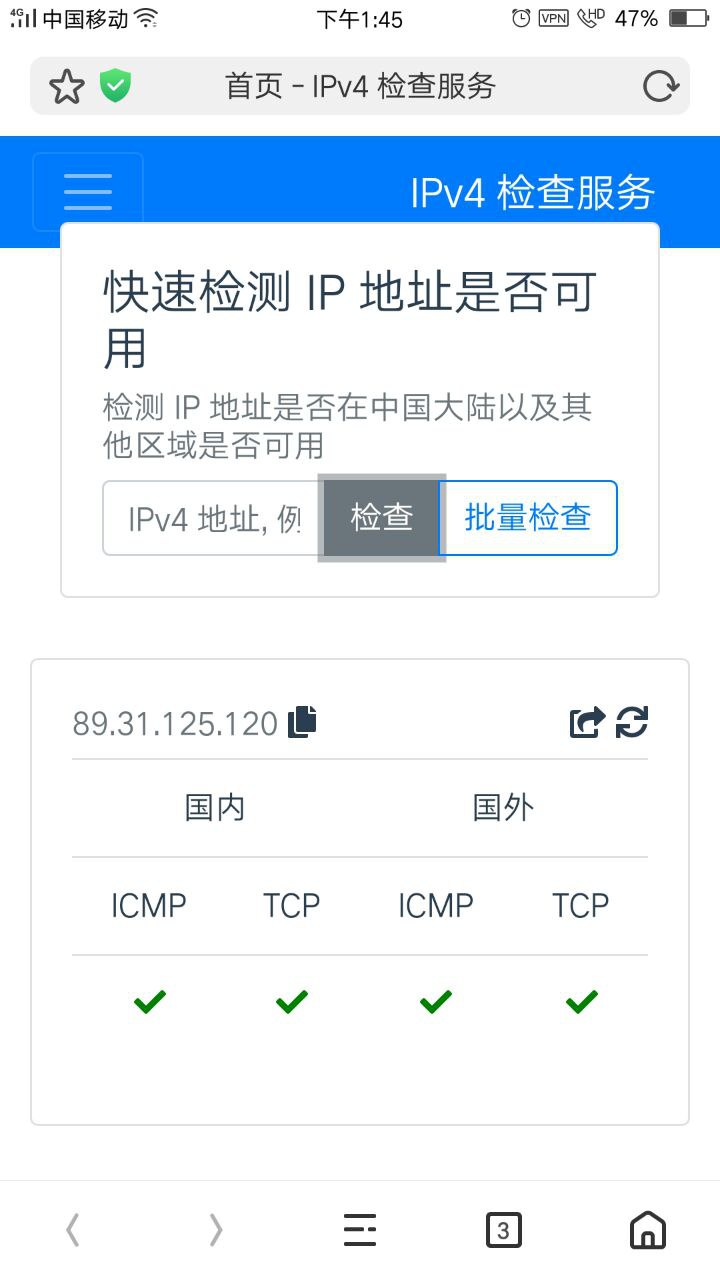 4G 中国移动 下午1:45 VPN HD 47%
首页 - IPv4 检查服务
IPv4 检查服务
快速检测 IP 地址是否可
用
检测 IP 地址是否在中国大陆以及其
他区域是否可用
IPv4 地址, 例 检查 批量检查
89.31.125.120
国内 国外
ICMP TCP ICMP TCP
3